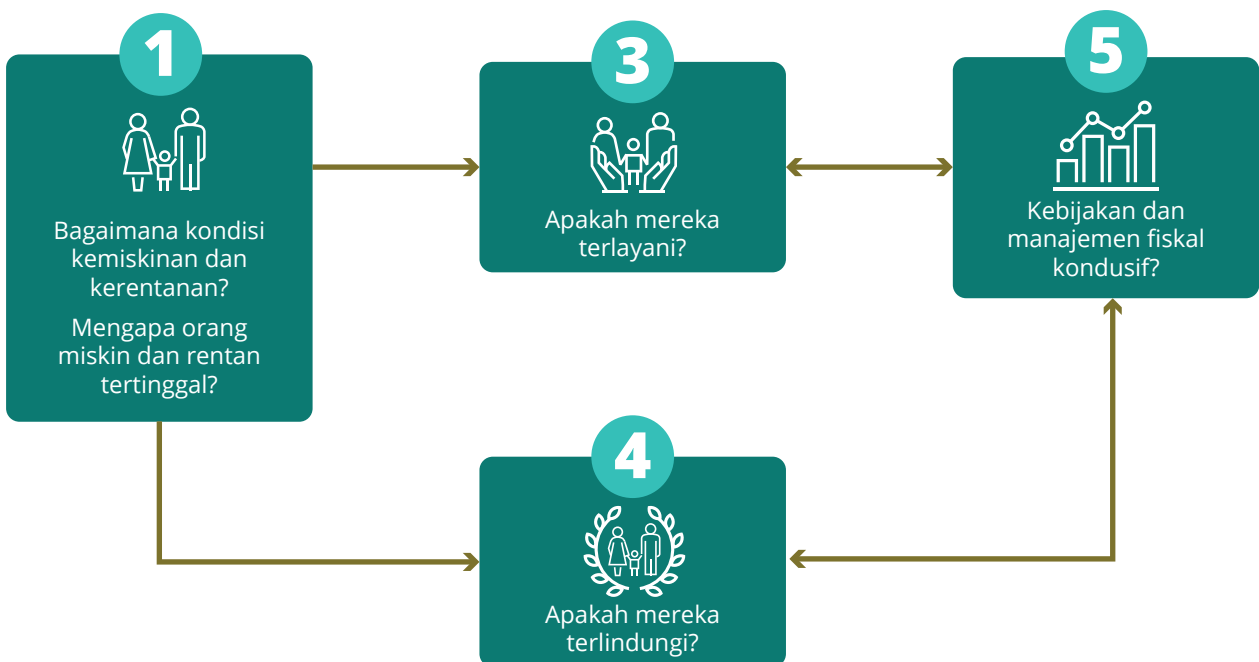 1
Bagaimana kondisi
kemiskinan dan
kerentanan?
Mengapa orang
miskin dan rentan
tertinggal?
3
Apakah mereka
terlayani?
5
Kebijakan dan
manajemen fiskal
kondusif?
4
Apakah mereka
terlindungi?